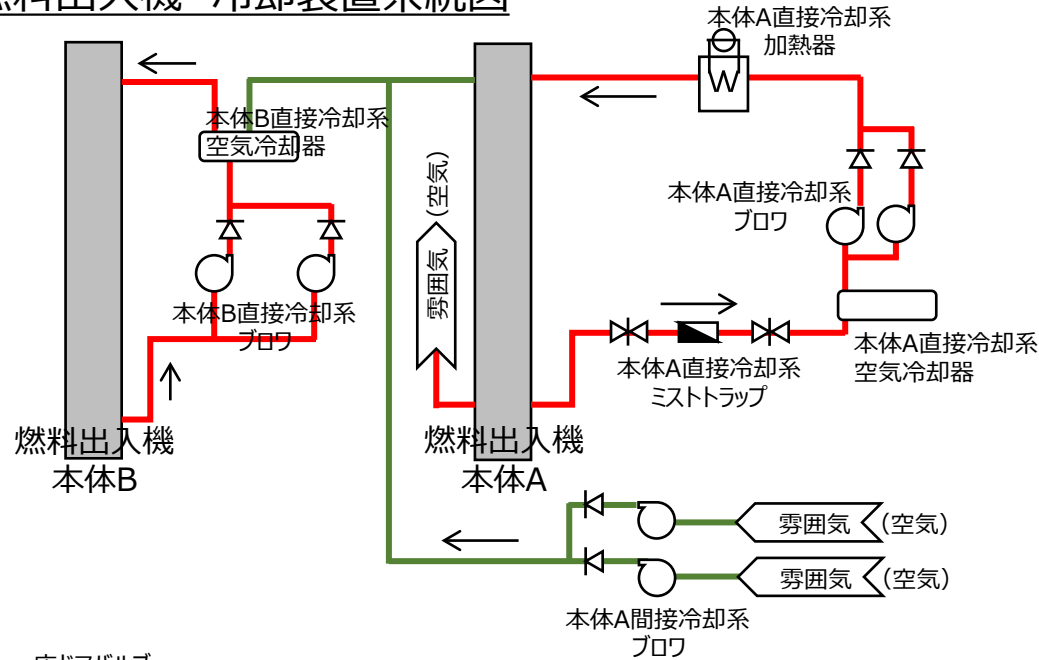 燃料出入機 冷却装置系統図
本体A直接冷却系
加熱器
本体B直接冷却系
空気冷却器
雰囲気
(空気)
本体A直接冷却系
ブロワ
本体B直接冷却系
ブロワ
本体A直接冷却系
ミストトラップ
本体A直接冷却系
空気冷却器
燃料出入機
本体B
燃料出入機
本体A
雰囲気
(空気)
雰囲気
(空気)
本体A間接冷却系
ブロワ